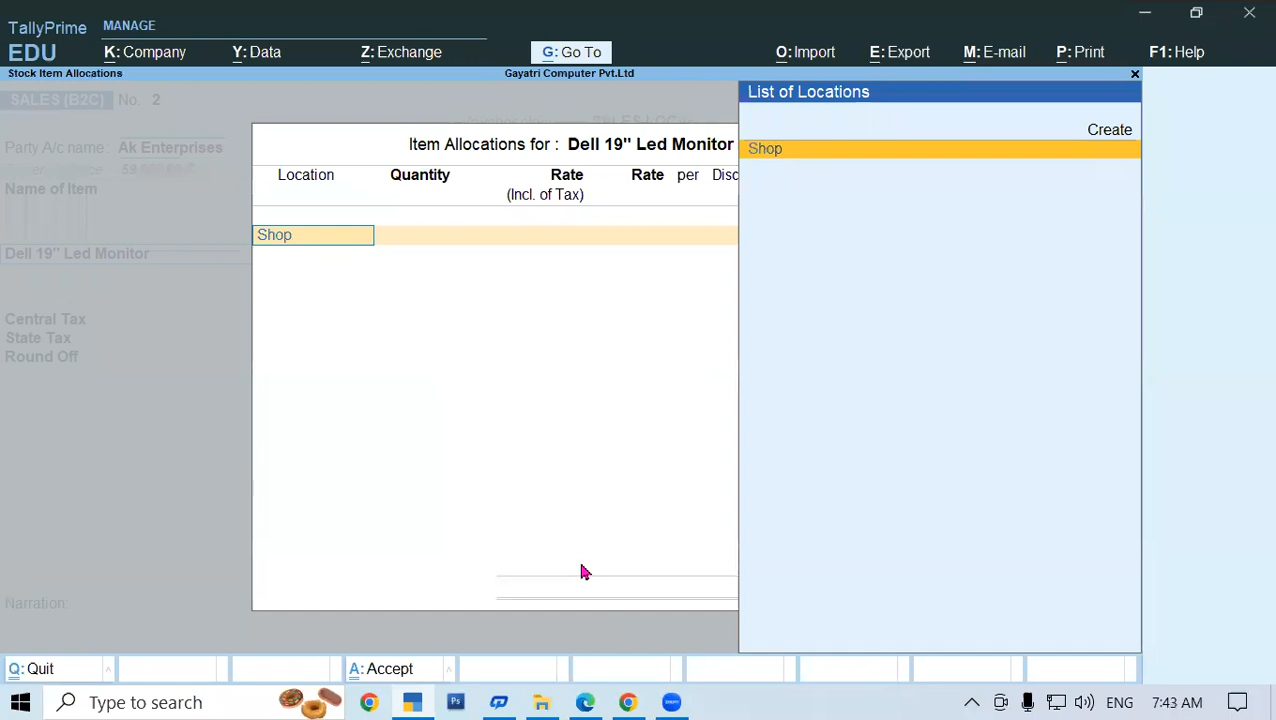 TallyPrime MANAGE
EDU K: Company Y: Data Z: Exchange G: Go To O: Import E: Export M: E-mail P: Print F1: Help
Stock Item Allocations Gayatri Computer Pvt.Ltd
SALES (B2C) No. 2
List of Locations
Create
Shop
Party A/c name : Ak Enterprises
Item Allocations for : Dell 19" Led Monitor
Name of Item
Location Quantity Rate Rate per Disc
(Incl. of Tax)
Shop
Dell 19" Led Monitor
Central Tax
State Tax
Round Off
Narration:
Q: Quit A: Accept
Type to search ENG 7:43 AM